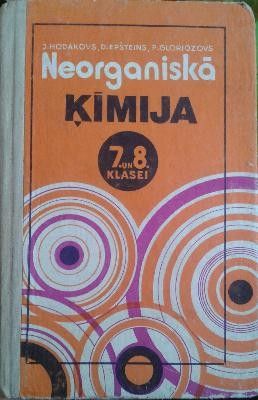 J. HODAKOVS, D. EPŠTEINS, P. GLORIOZOVS
Neorganiskā
ĶĪMIJA
7. UN 8.
KLASEI